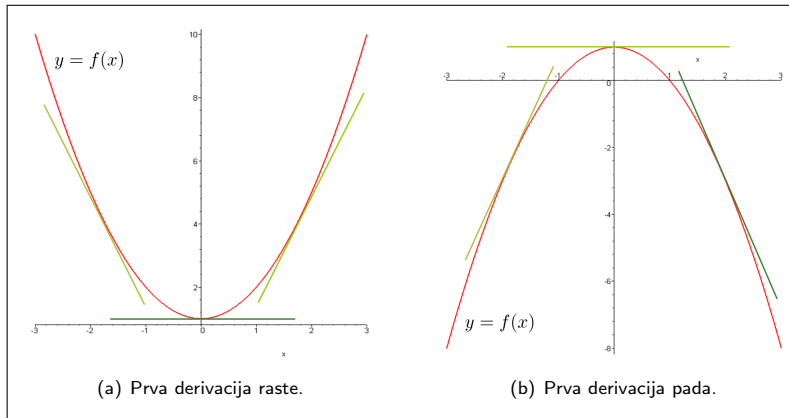 10
y = f(x)
8
6
4
2
-3 -2 -1 0 1 2 3
x
(a) Prva derivacija raste.
x
-3 -2 -1 0 1 2 3
-2
-4
-6
y = f(x)
-8
(b) Prva derivacija pada.